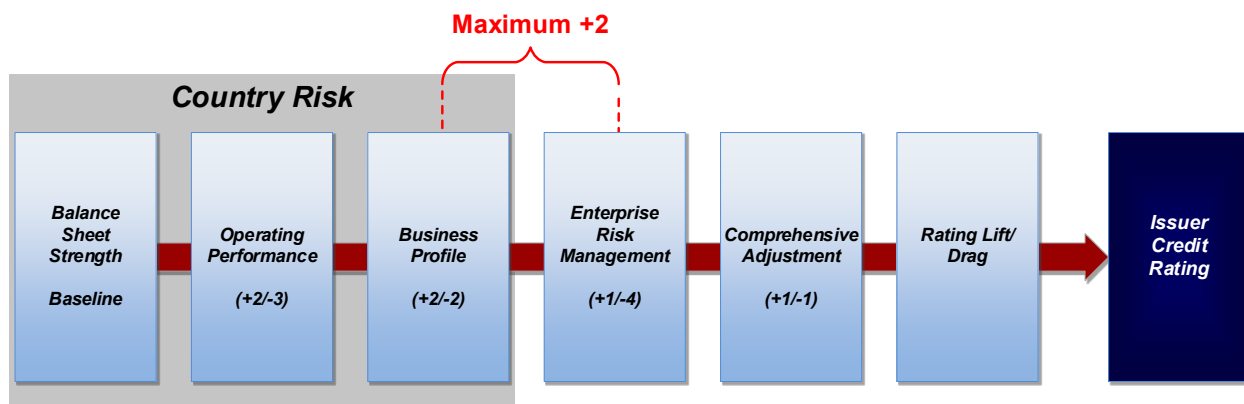 Maximum +2
Country Risk
Balance
Sheet
Strength
Baseline
Operating
Performance
(+2/-3)
Business
Profile
(+2/-2)
Enterprise
Risk
Management
(+1/-4)
Comprehensive
Adjustment
(+1/-1)
Rating Lift/
Drag
Issuer
Credit
Rating